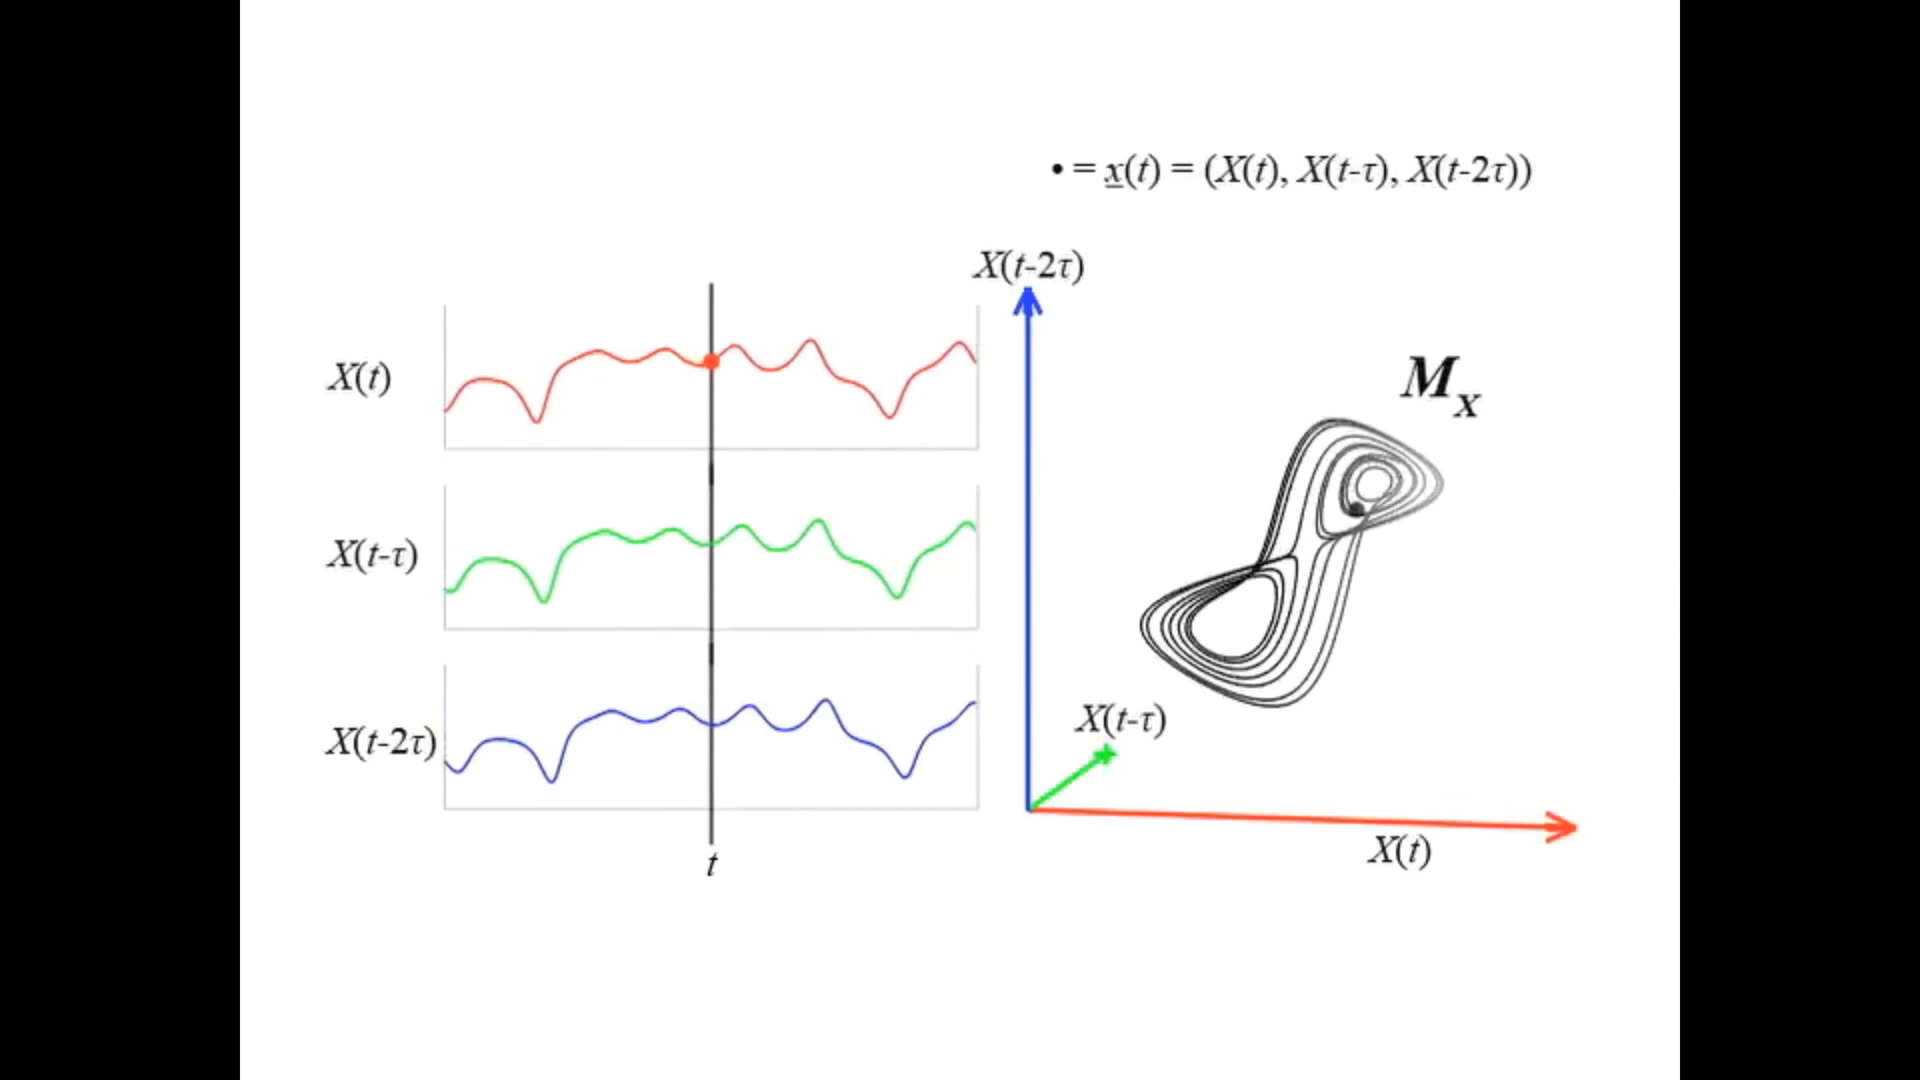 • = x(t) = (X(t), X(t-τ), X(t-2τ))
X(t-2τ)
X(t)
M_X
X(t-τ)
X(t-τ)
X(t-2τ)
X(t)
t